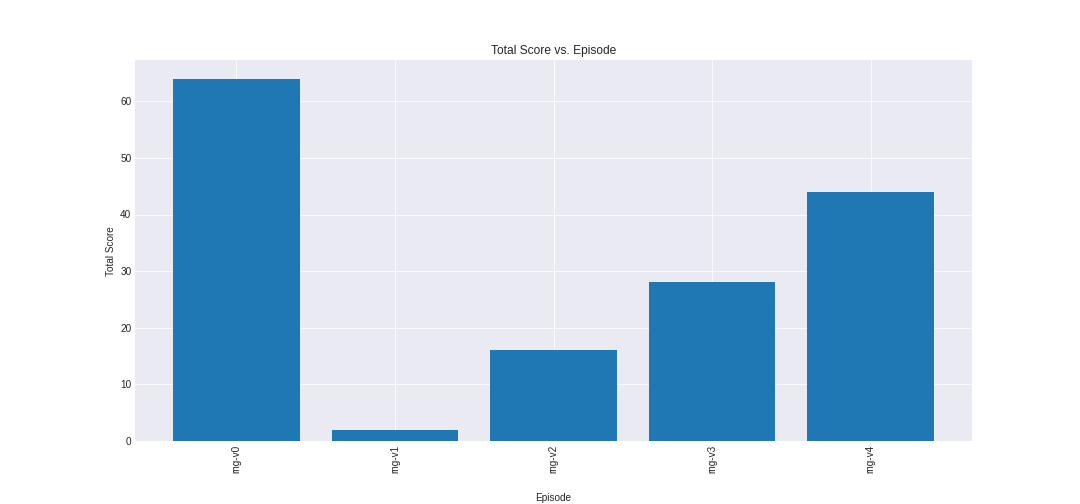 Total Score vs. Episode
Total Score
60
50
40
30
20
10
0
mg-v0
mg-v1
mg-v2
mg-v3
mg-v4
Episode